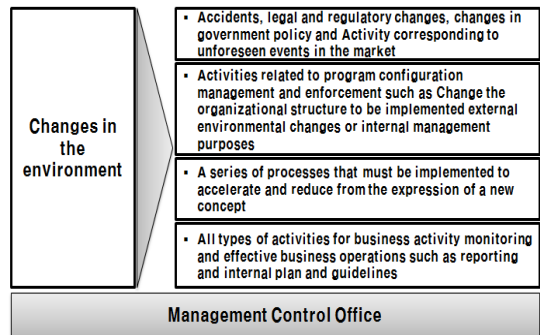 Changes in
the
environment
▪ Accidents, legal and regulatory changes, changes in
government policy and Activity corresponding to
unforeseen events in the market
▪ Activities related to program configuration
management and enforcement such as Change the
organizational structure to be implemented external
environmental changes or internal management
purposes
▪ A series of processes that must be implemented to
accelerate and reduce from the expression of a new
concept
▪ All types of activities for business activity monitoring
and effective business operations such as reporting
and internal plan and guidelines
Management Control Office